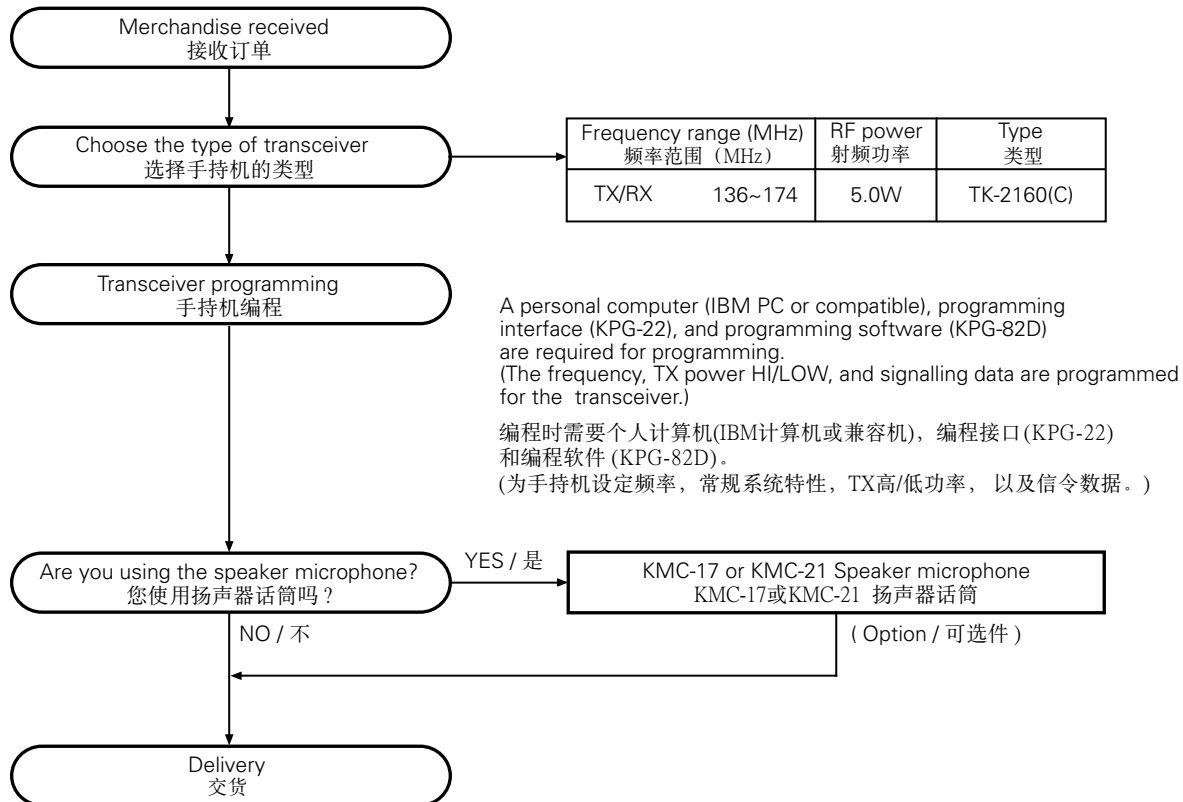 Merchandise received
接收订单
Choose the type of transceiver
选择手持机的类型
Frequency range (MHz) RF power Type
频率范围（MHz） 射频功率 类型
TX/RX 136~174 5.0W TK-2160(C)
Transceiver programming
手持机编程
A personal computer (IBM PC or compatible), programming
interface (KPG-22), and programming software (KPG-82D)
are required for programming.
(The frequency, TX power HI/LOW, and signalling data are programmed
for the transceiver.)
编程时需要个人计算机(IBM计算机或兼容机)，编程接口(KPG-22)
和编程软件(KPG-82D)。
(为手持机设定频率，常规系统特性，TX高/低功率， 以及信令数据。)
Are you using the speaker microphone?
您使用扬声器话筒吗?
YES / 是
KMC-17 or KMC-21 Speaker microphone
KMC-17或KMC-21 扬声器话筒
NO / 不
( Option / 可选件 )
Delivery
交货